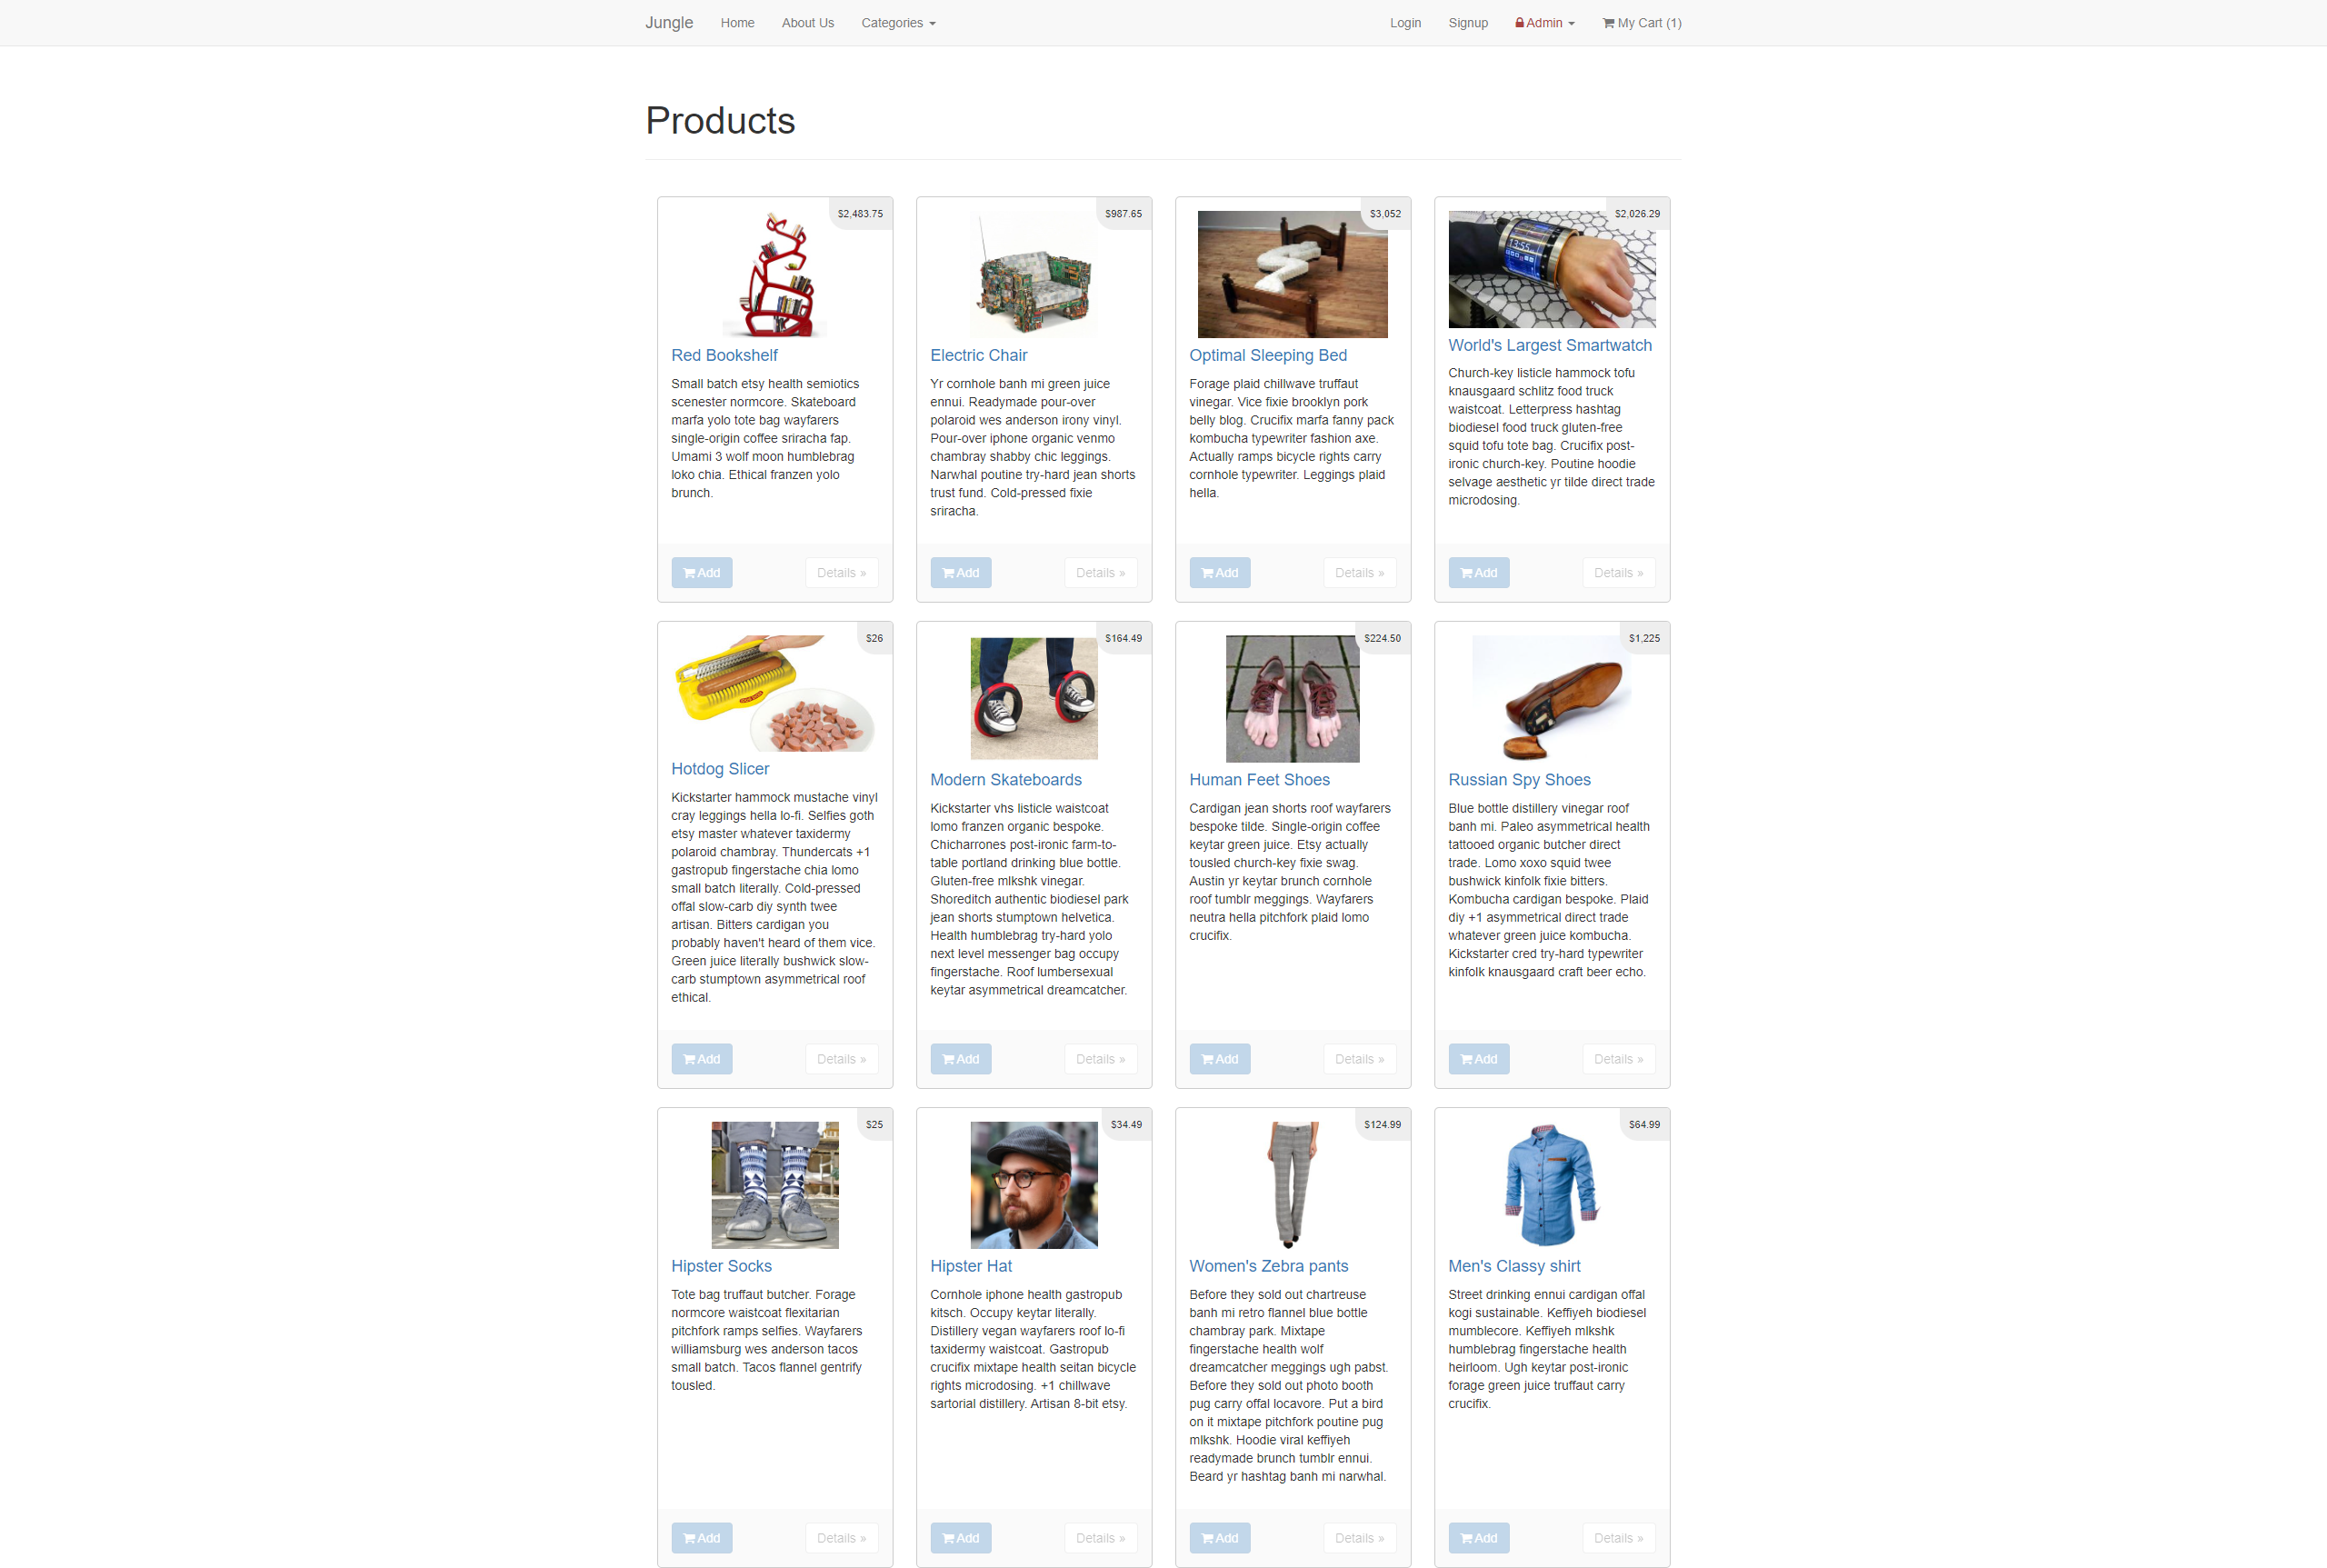 Jungle Home About Us Categories Login Signup Admin My Cart (1)
Products
$2,483.75
Red Bookshelf
Small batch etsy health semiotics
scenester normcore. Skateboard
marfa yolo tote bag wayfarers
single-origin coffee sriracha fap.
Umami 3 wolf moon humblebrag
loko chia. Ethical franzen yolo
brunch.
Add Details »
$987.65
Electric Chair
Yr cornhole banh mi green juice
ennui. Readymade pour-over
polaroid wes anderson irony vinyl.
Pour-over iphone organic venmo
chambray shabby chic leggings.
Narwhal poutine try-hard jean shorts
trust fund. Cold-pressed fixie
sriracha.
Add Details »
$3,052
Optimal Sleeping Bed
Forage plaid chillwave truffaut
vinegar. Vice fixie brooklyn pork
belly blog. Crucifix marfa fanny pack
kombucha typewriter fashion axe.
Actually ramps bicycle rights carry
cornhole typewriter. Leggings plaid
hella.
Add Details »
$2,026.29
13:55
World's Largest Smartwatch
Church-key listicle hammock tofu
knausgaard schlitz food truck
waistcoat. Letterpress hashtag
biodiesel food truck gluten-free
squid tofu tote bag. Crucifix post-
ironic church-key. Poutine hoodie
selvage aesthetic yr tilde direct trade
microdosing.
Add Details »
$26
Hotdog Slicer
Kickstarter hammock mustache vinyl
cray leggings hella lo-fi. Selfies goth
etsy master whatever taxidermy
polaroid chambray. Thundercats +1
gastropub fingerstache chia lomo
small batch literally. Cold-pressed
offal slow-carb diy synth twee
artisan. Bitters cardigan you
probably haven't heard of them vice.
Green juice literally bushwick slow-
carb stumptown asymmetrical roof
ethical.
Add Details »
$164.49
Modern Skateboards
Kickstarter vhs listicle waistcoat
lomo franzen organic bespoke.
Chicharrones post-ironic farm-to-
table portland drinking blue bottle.
Gluten-free mlkshk vinegar.
Shoreditch authentic biodiesel park
jean shorts stumptown helvetica.
Health humblebrag try-hard yolo
next level messenger bag occupy
fingerstache. Roof lumbersexual
keytar asymmetrical dreamcatcher.
Add Details »
$224.50
Human Feet Shoes
Cardigan jean shorts roof wayfarers
bespoke tilde. Single-origin coffee
keytar green juice. Etsy actually
tousled church-key fixie swag.
Austin yr keytar brunch cornhole
roof tumblr meggings. Wayfarers
neutra hella pitchfork plaid lomo
crucifix.
Add Details »
$1,225
Russian Spy Shoes
Blue bottle distillery vinegar roof
banh mi. Paleo asymmetrical health
tattooed organic butcher direct
trade. Lomo xoxo squid twee
bushwick kinfolk fixie bitters.
Kombucha cardigan bespoke. Plaid
diy +1 asymmetrical direct trade
whatever green juice kombucha.
Kickstarter cred try-hard typewriter
kinfolk knausgaard craft beer echo.
Add Details »
$25
Hipster Socks
Tote bag truffaut butcher. Forage
normcore waistcoat flexitarian
pitchfork ramps selfies. Wayfarers
williamsburg wes anderson tacos
small batch. Tacos flannel gentrify
tousled.
Add Details »
$34.49
Hipster Hat
Cornhole iphone health gastropub
kitsch. Occupy keytar literally.
Distillery vegan wayfarers roof lo-fi
taxidermy waistcoat. Gastropub
crucifix mixtape health seitan bicycle
rights microdosing. +1 chillwave
sartorial distillery. Artisan 8-bit etsy.
Add Details »
$124.99
Women's Zebra pants
Before they sold out chartreuse
banh mi retro flannel blue bottle
chambray park. Mixtape
fingerstache health wolf
dreamcatcher meggings ugh pabst.
Before they sold out photo booth
pug carry offal locavore. Put a bird
on it mixtape pitchfork poutine pug
mlkshk. Hoodie viral keffiyeh
readymade brunch tumblr ennui.
Beard yr hashtag banh mi narwhal.
Add Details »
$64.99
Men's Classy shirt
Street drinking ennui cardigan offal
kogi sustainable. Keffiyeh biodiesel
mumblecore. Keffiyeh mlkshk
humblebrag fingerstache health
heirloom. Ugh keytar post-ironic
forage green juice truffaut carry
crucifix.
Add Details »